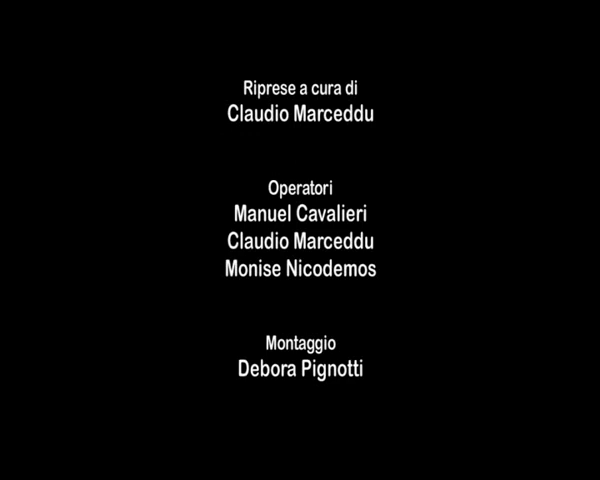 Riprese a cura di
Claudio Marceddu
Operatori
Manuel Cavalieri
Claudio Marceddu
Monise Nicodemos
Montaggio
Debora Pignotti